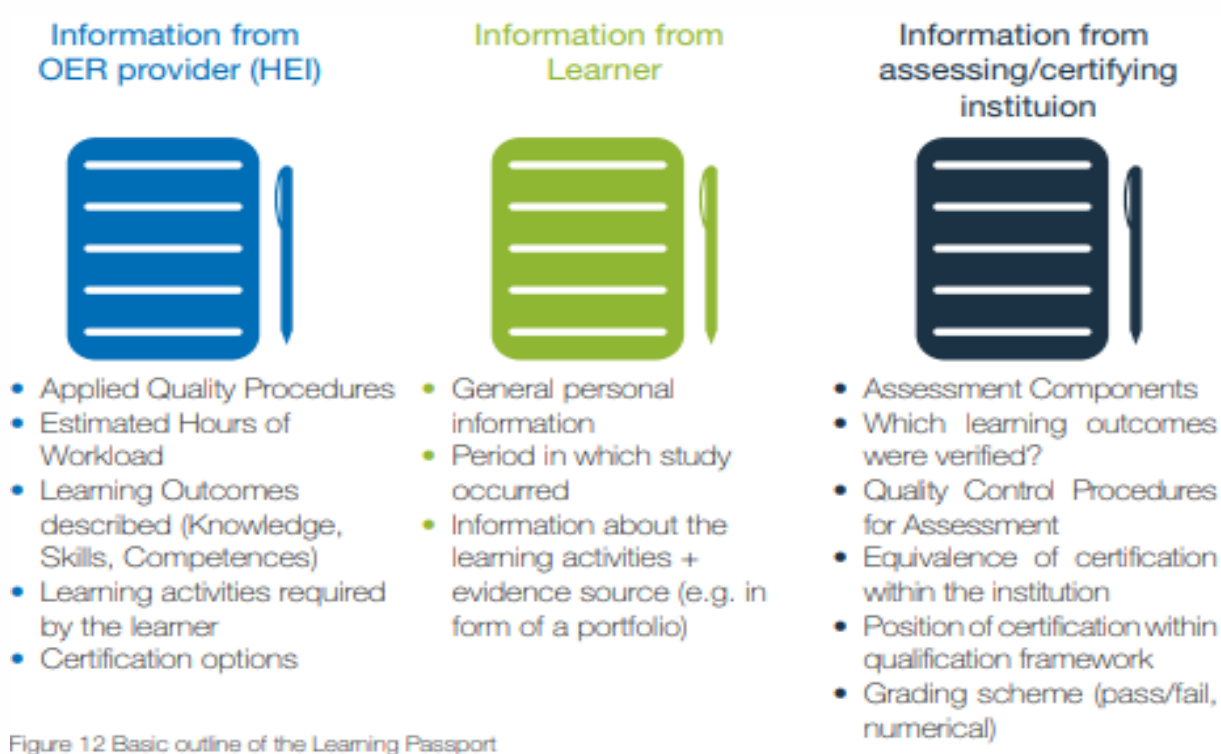 Information from
OER provider (HEI)
Information from
Learner
Information from
assessing/certifying
instituion
• Applied Quality Procedures
• Estimated Hours of
Workload
• Learning Outcomes
described (Knowledge,
Skills, Competences)
• Learning activities required
by the learner
• Certification options
• General personal
information
• Period in which study
occurred
• Information about the
learning activities +
evidence source (e.g. in
form of a portfolio)
• Assessment Components
• Which learning outcomes
were verified?
• Quality Control Procedures
for Assessment
• Equivalence of certification
within the institution
• Position of certification within
qualification framework
• Grading scheme (pass/fail,
numerical)
Figure 12 Basic outline of the Learning Passport